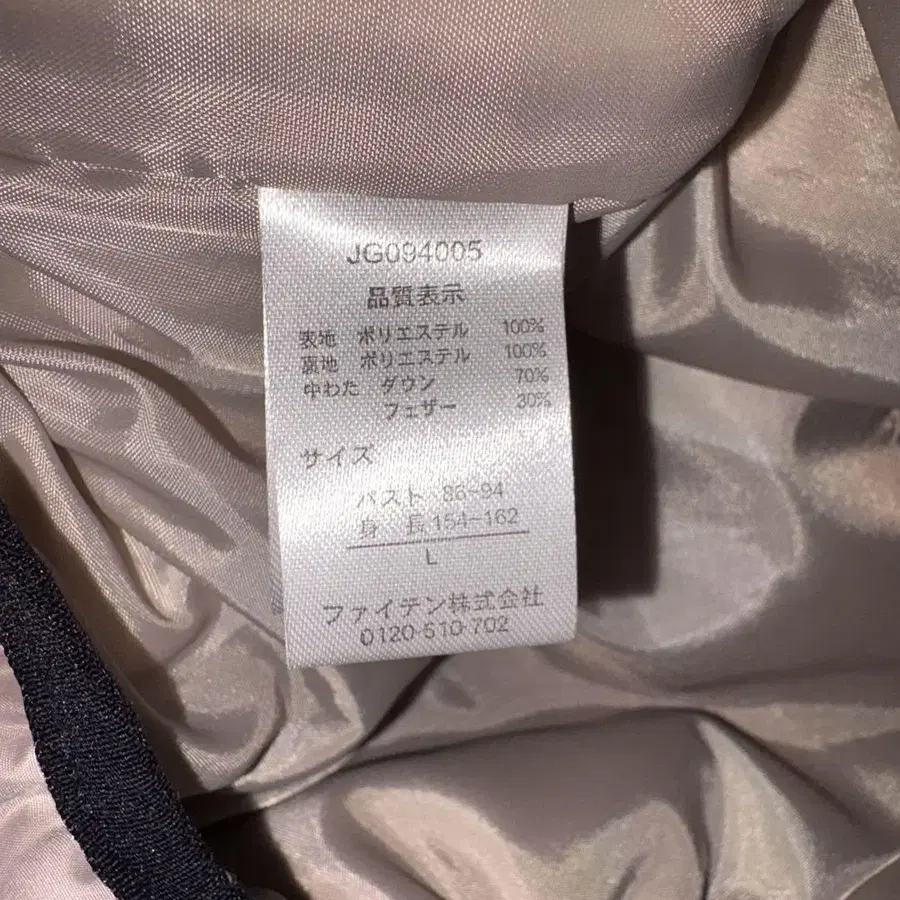 JG094005
品質表示
表地 ポリエステル 100%
裏地 ポリエステル 100%
中わた ダウン 70%
フェザー 30%
サイズ
バスト 86~94
身 長 154~162
L
ファイテン株式会社
0120-510-702